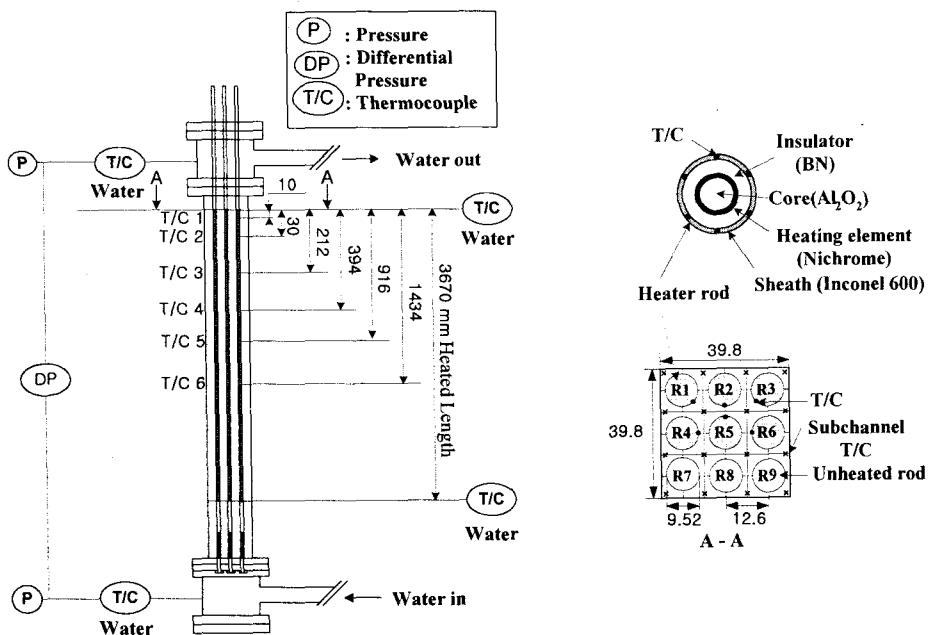 P : Pressure
DP : Differential
Pressure
T/C : Thermocouple
P
T/C
Water
Water out
A
A
10
T/C
Water
T/C 1
T/C 2
T/C 3
T/C 4
T/C 5
T/C 6
30
212
394
916
1434
3670 mm Heated Length
DP
T/C
Water
P
T/C
Water
Water in
T/C
Insulator
(BN)
Core(Al2O3)
Heating element
(Nichrome)
Heater rod
Sheath (Inconel 600)
39.8
39.8
R1 R2 R3
R4 R5 R6
R7 R8 R9
T/C
Subchannel
T/C
Unheated rod
9.52
12.6
A - A